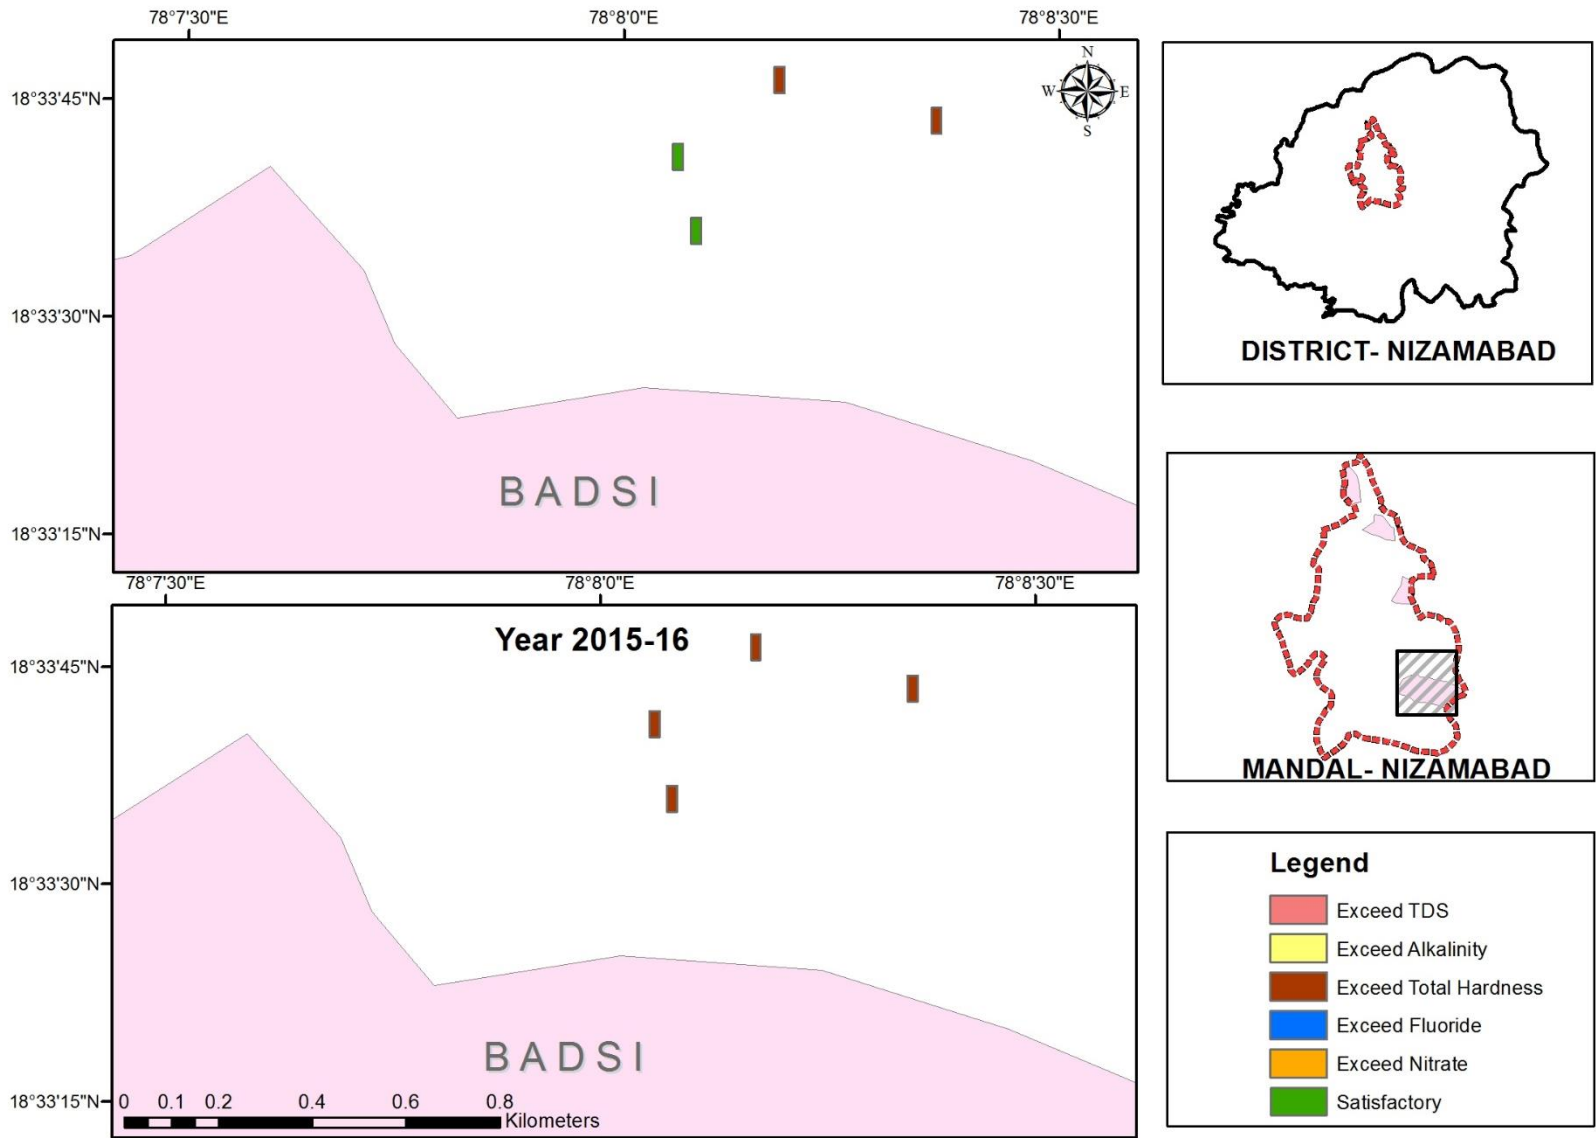 78°7'30"E 78°8'0"E 78°8'30"E
N
W E
S
18°33'45"N
18°33'30"N
18°33'15"N
BADSI
78°7'30"E 78°8'0"E 78°8'30"E
Year 2015-16
18°33'45"N
18°33'30"N
18°33'15"N
BADSI
0 0.1 0.2 0.4 0.6 0.8
Kilometers
DISTRICT- NIZAMABAD
MANDAL- NIZAMABAD
Legend
Exceed TDS
Exceed Alkalinity
Exceed Total Hardness
Exceed Fluoride
Exceed Nitrate
Satisfactory